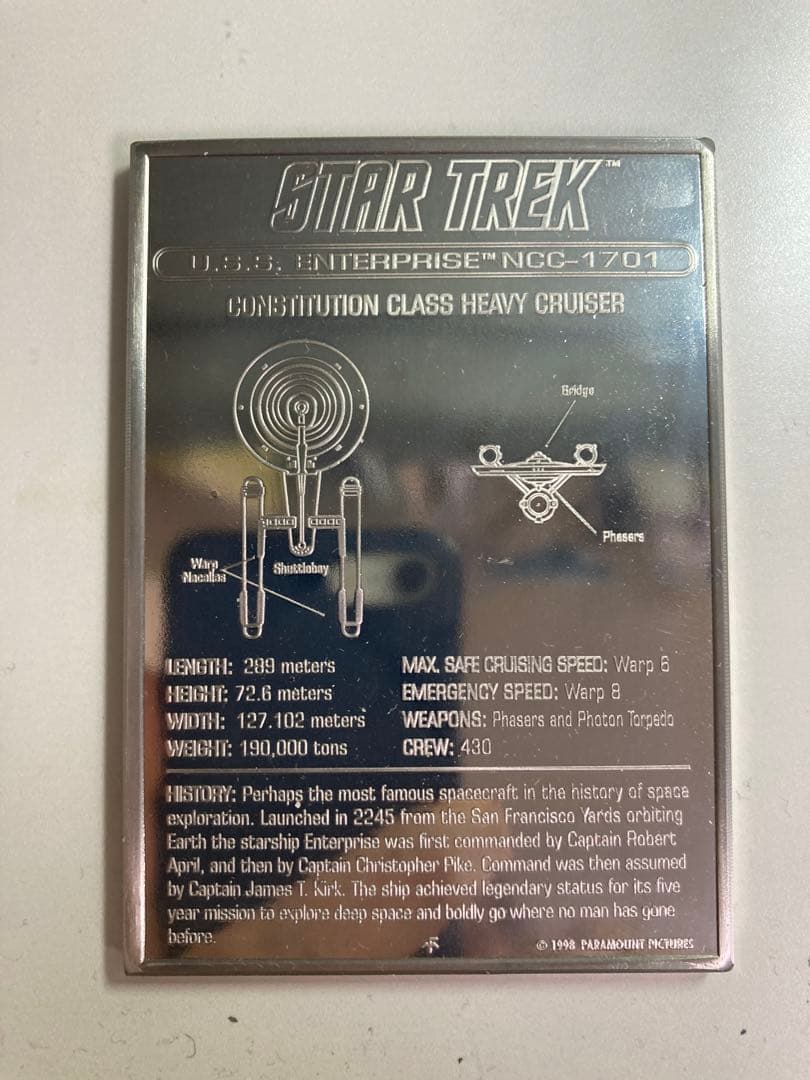 STAR TREK™
U.S.S. ENTERPRISE™ NCC-1701
CONSTITUTION CLASS HEAVY CRUISER
Bridge
Phasers
Warp
Nacelles
Shuttlebay
LENGTH: 289 meters
HEIGHT: 72.6 meters
WIDTH: 127.102 meters
WEIGHT: 190,000 tons
MAX. SAFE CRUISING SPEED: Warp 6
EMERGENCY SPEED: Warp 8
WEAPONS: Phasers and Photon Torpedo
CREW: 430
HISTORY: Perhaps the most famous spacecraft in the history of space
exploration. Launched in 2245 from the San Francisco Yards orbiting
Earth the starship Enterprise was first commanded by Captain Robert
April, and then by Captain Christopher Pike. Command was then assumed
by Captain James T. Kirk. The ship achieved legendary status for its five
year mission to explore deep space and boldly go where no man has gone
before.
© 1998 PARAMOUNT PICTURES